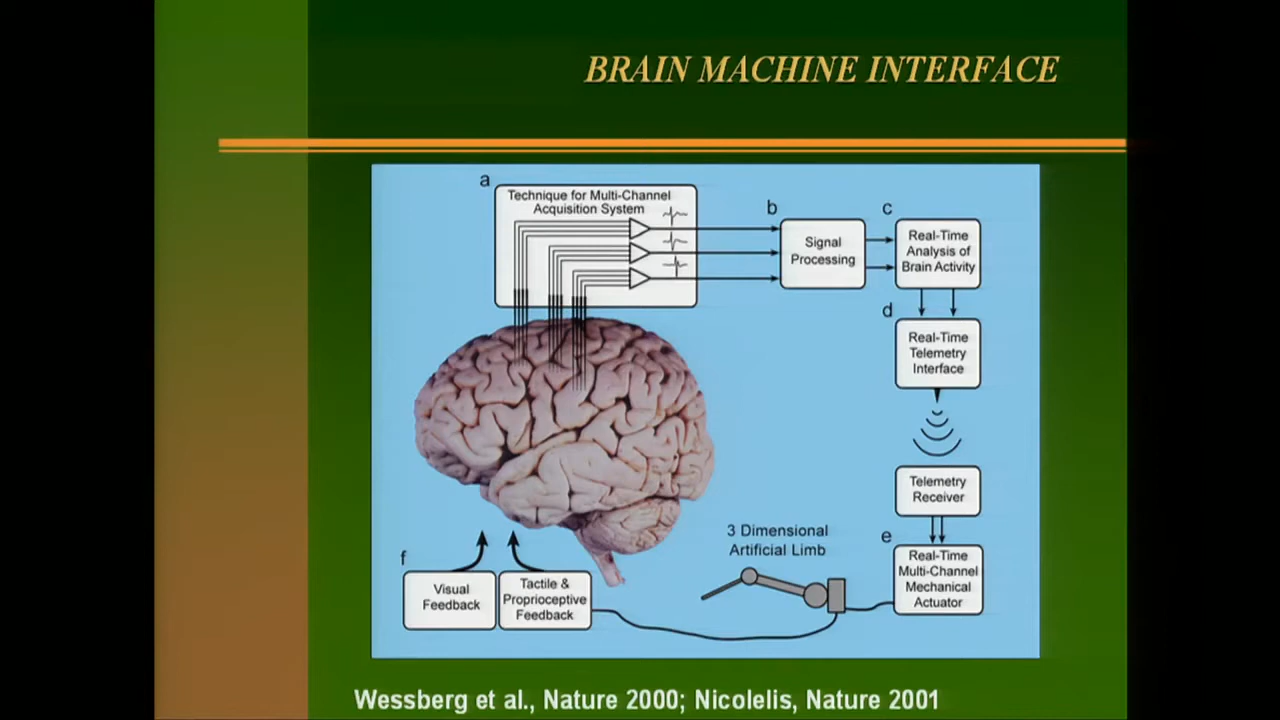 BRAIN MACHINE INTERFACE
a
Technique for Multi-Channel
Acquisition System
b
Signal
Processing
c
Real-Time
Analysis of
Brain Activity
d
Real-Time
Telemetry
Interface
Telemetry
Receiver
e
Real-Time
Multi-Channel
Mechanical
Actuator
3 Dimensional
Artificial Limb
f
Visual
Feedback
Tactile &
Proprioceptive
Feedback
Wessberg et al., Nature 2000; Nicolelis, Nature 2001